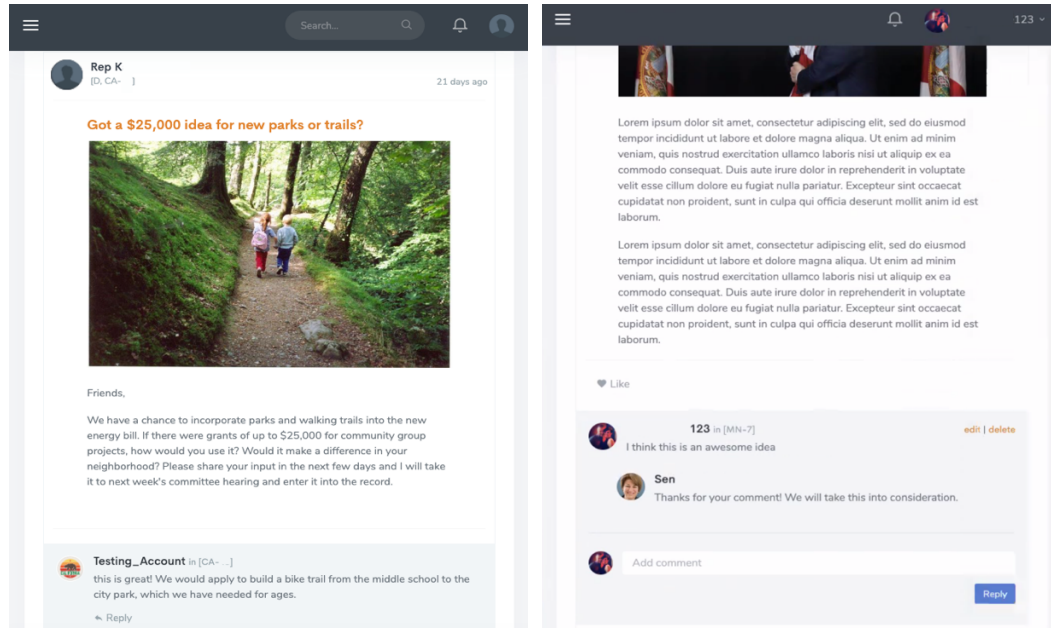 Search...
Rep K
[D, CA- ]
21 days ago
Got a $25,000 idea for new parks or trails?
Friends,
We have a chance to incorporate parks and walking trails into the new
energy bill. If there were grants of up to $25,000 for community group
projects, how would you use it? Would it make a difference in your
neighborhood? Please share your input in the next few days and I will take
it to next week's committee hearing and enter it into the record.
Testing_Account in [CA- .]
this is great! We would apply to build a bike trail from the middle school to the
city park, which we have needed for ages.
Reply
123
Lorem ipsum dolor sit amet, consectetur adipiscing elit, sed do eiusmod
tempor incididunt ut labore et dolore magna aliqua. Ut enim ad minim
veniam, quis nostrud exercitation ullamco laboris nisi ut aliquip ex ea
commodo consequat. Duis aute irure dolor in reprehenderit in voluptate
velit esse cillum dolore eu fugiat nulla pariatur. Excepteur sint occaecat
cupidatat non proident, sunt in culpa qui officia deserunt mollit anim id est
laborum.
Lorem ipsum dolor sit amet, consectetur adipiscing elit, sed do eiusmod
tempor incididunt ut labore et dolore magna aliqua. Ut enim ad minim
veniam, quis nostrud exercitation ullamco laboris nisi ut aliquip ex ea
commodo consequat. Duis aute irure dolor in reprehenderit in voluptate
velit esse cillum dolore eu fugiat nulla pariatur. Excepteur sint occaecat
cupidatat non proident, sunt in culpa qui officia deserunt mollit anim id est
laborum.
Like
123 in [MN-7]
edit | delete
I think this is an awesome idea
Sen
Thanks for your comment! We will take this into consideration.
Add comment
Reply